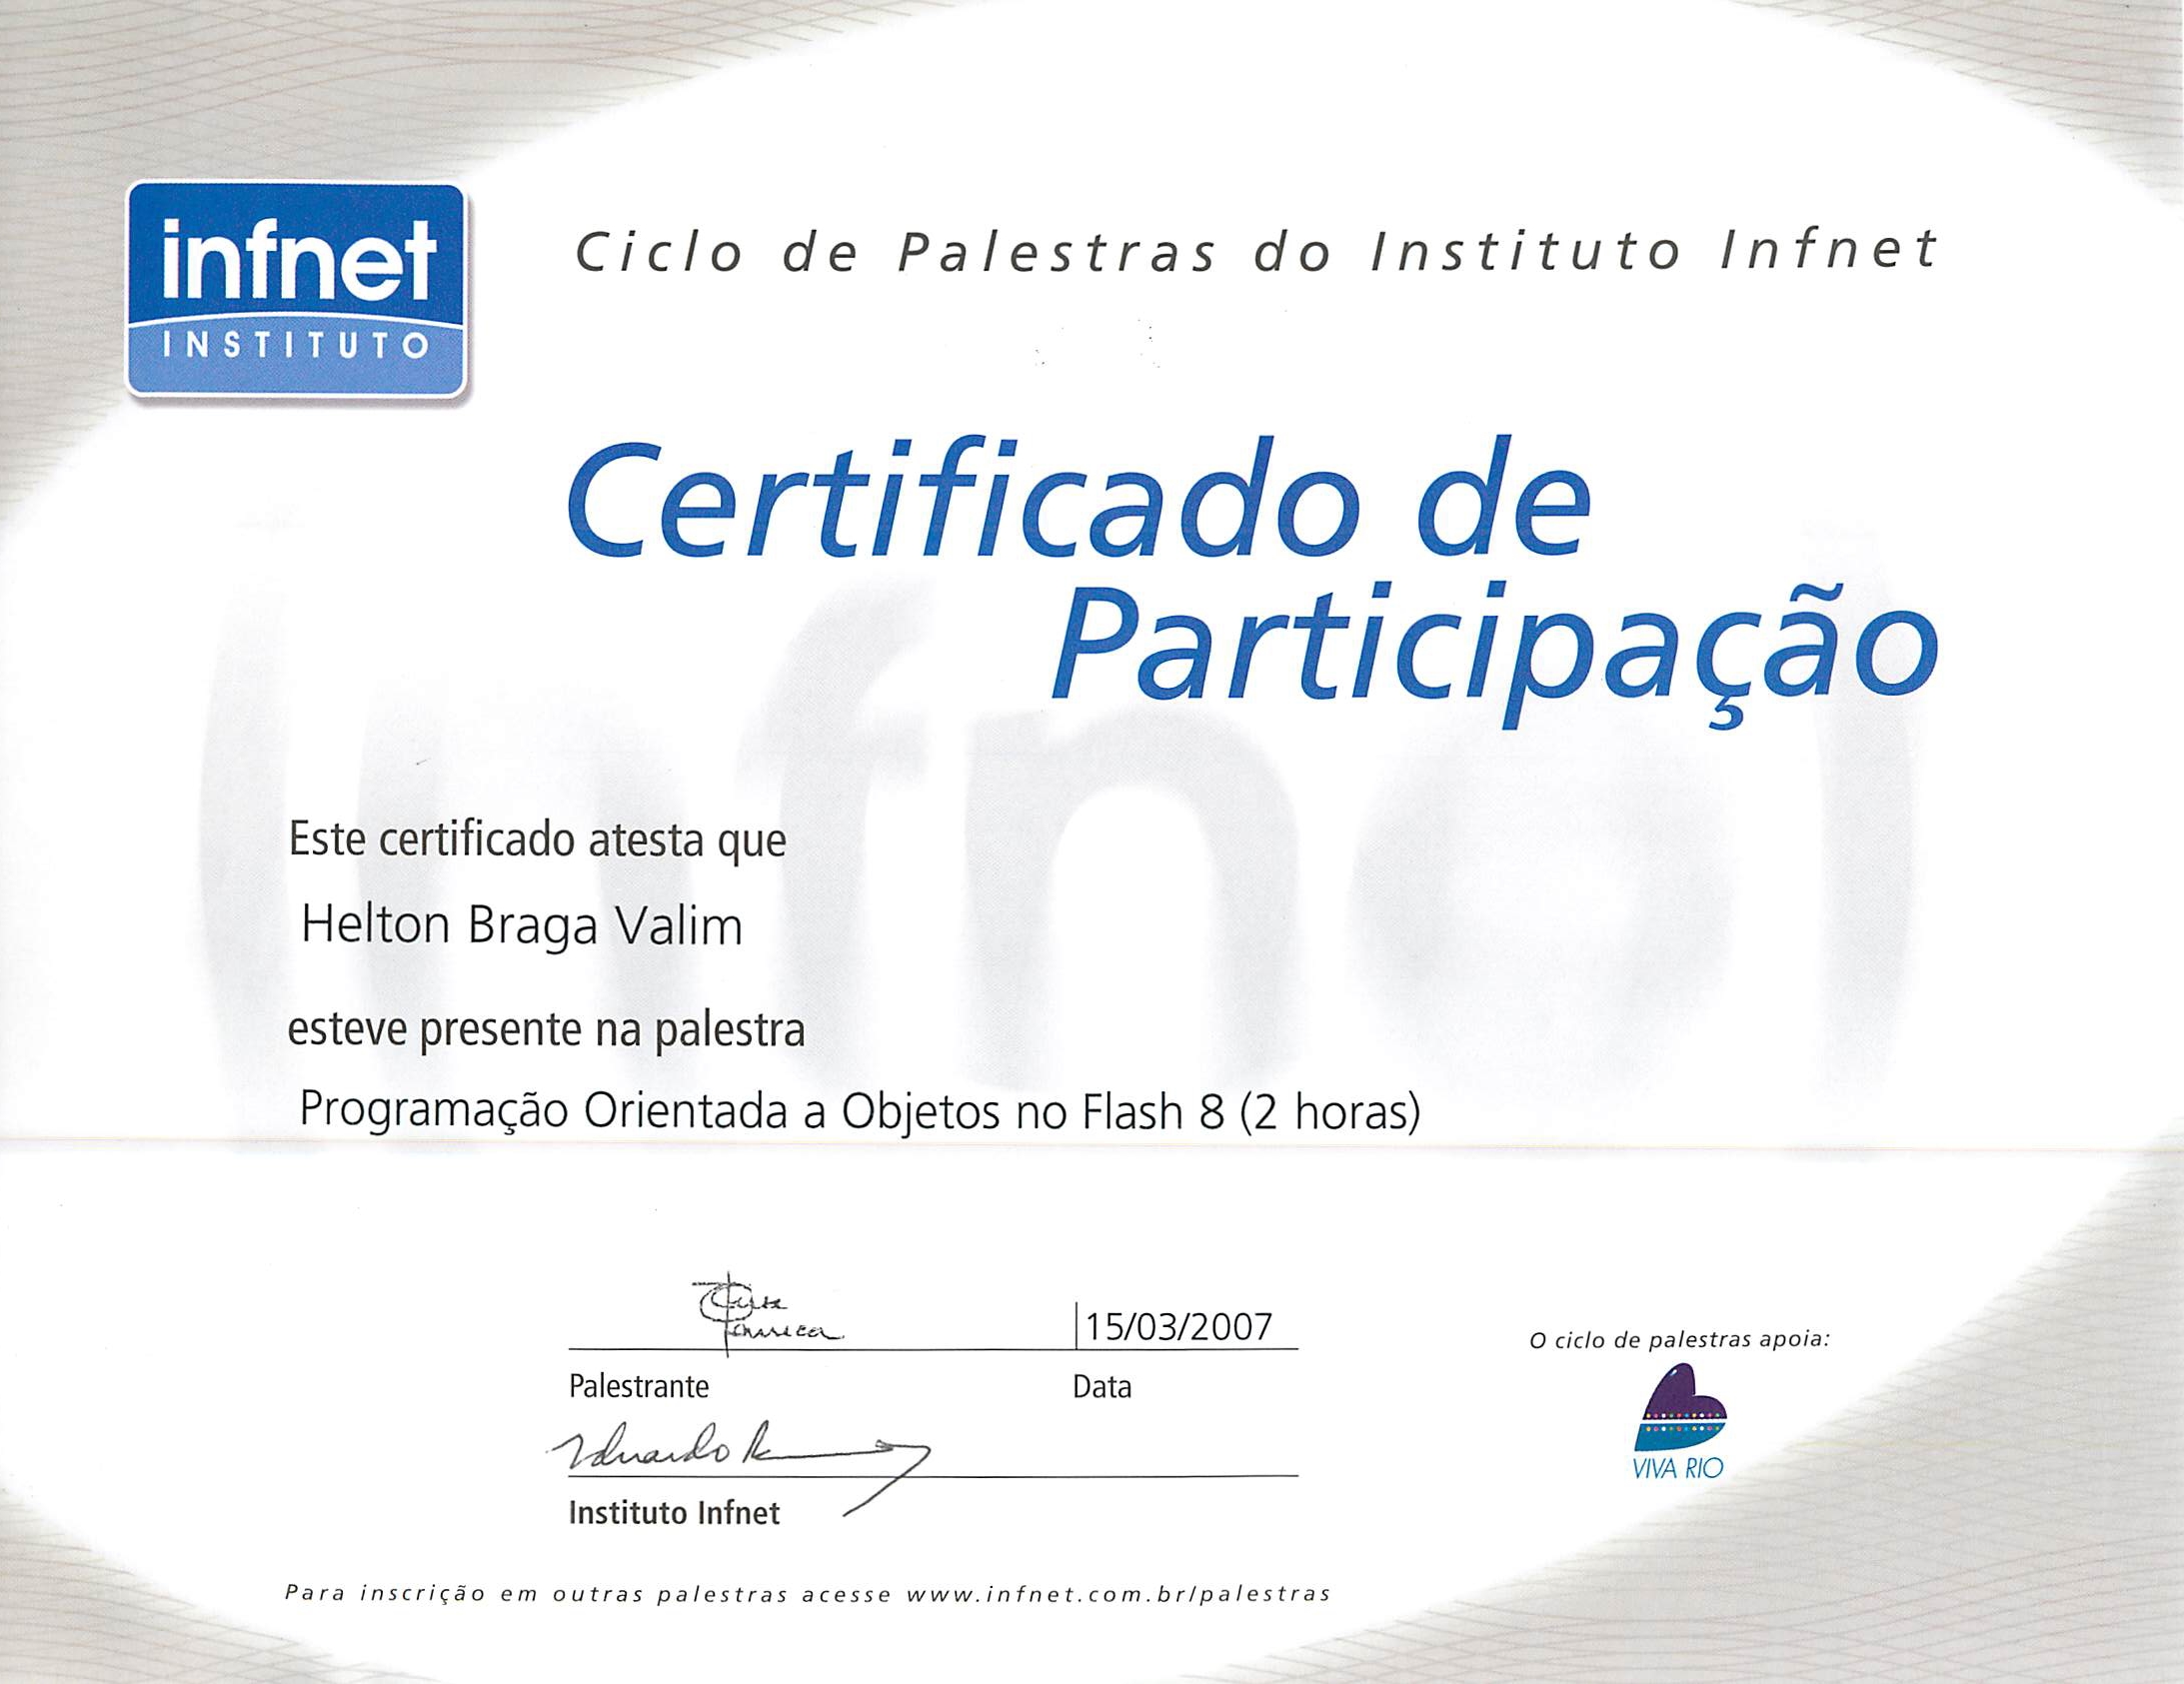 infnet
INSTITUTO
Ciclo de Palestras do Instituto Infnet
Certificado de
Participação
Este certificado atesta que
Helton Braga Valim
esteve presente na palestra
Programação Orientada a Objetos no Flash 8 (2 horas)
15/03/2007
Palestrante
Data
Eduardo
Instituto Infnet
O ciclo de palestras apoia:
VIVA RIO
Para inscrição em outras palestras acesse www.infnet.com.br/palestras